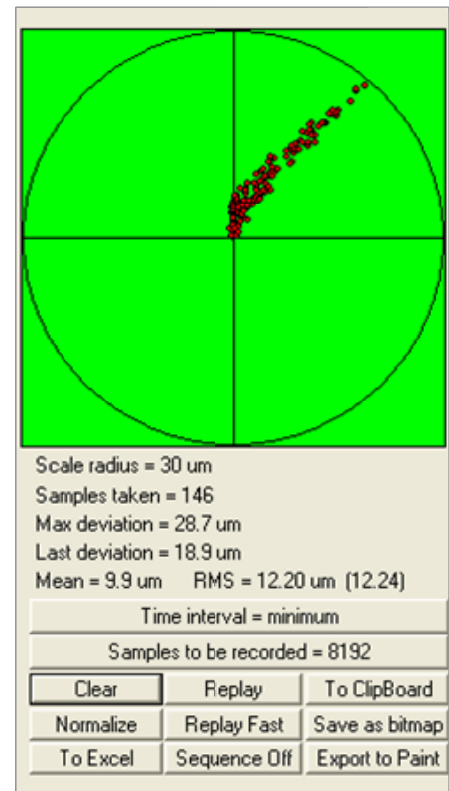 Scale radius = 30 um
Samples taken = 146
Max deviation = 28.7 um
Last deviation = 18.9 um
Mean = 9.9 um RMS = 12.20 um (12.24)
Time interval = minimum
Samples to be recorded = 8192
Clear Replay To ClipBoard
Normalize Replay Fast Save as bitmap
To Excel Sequence Off Export to Paint